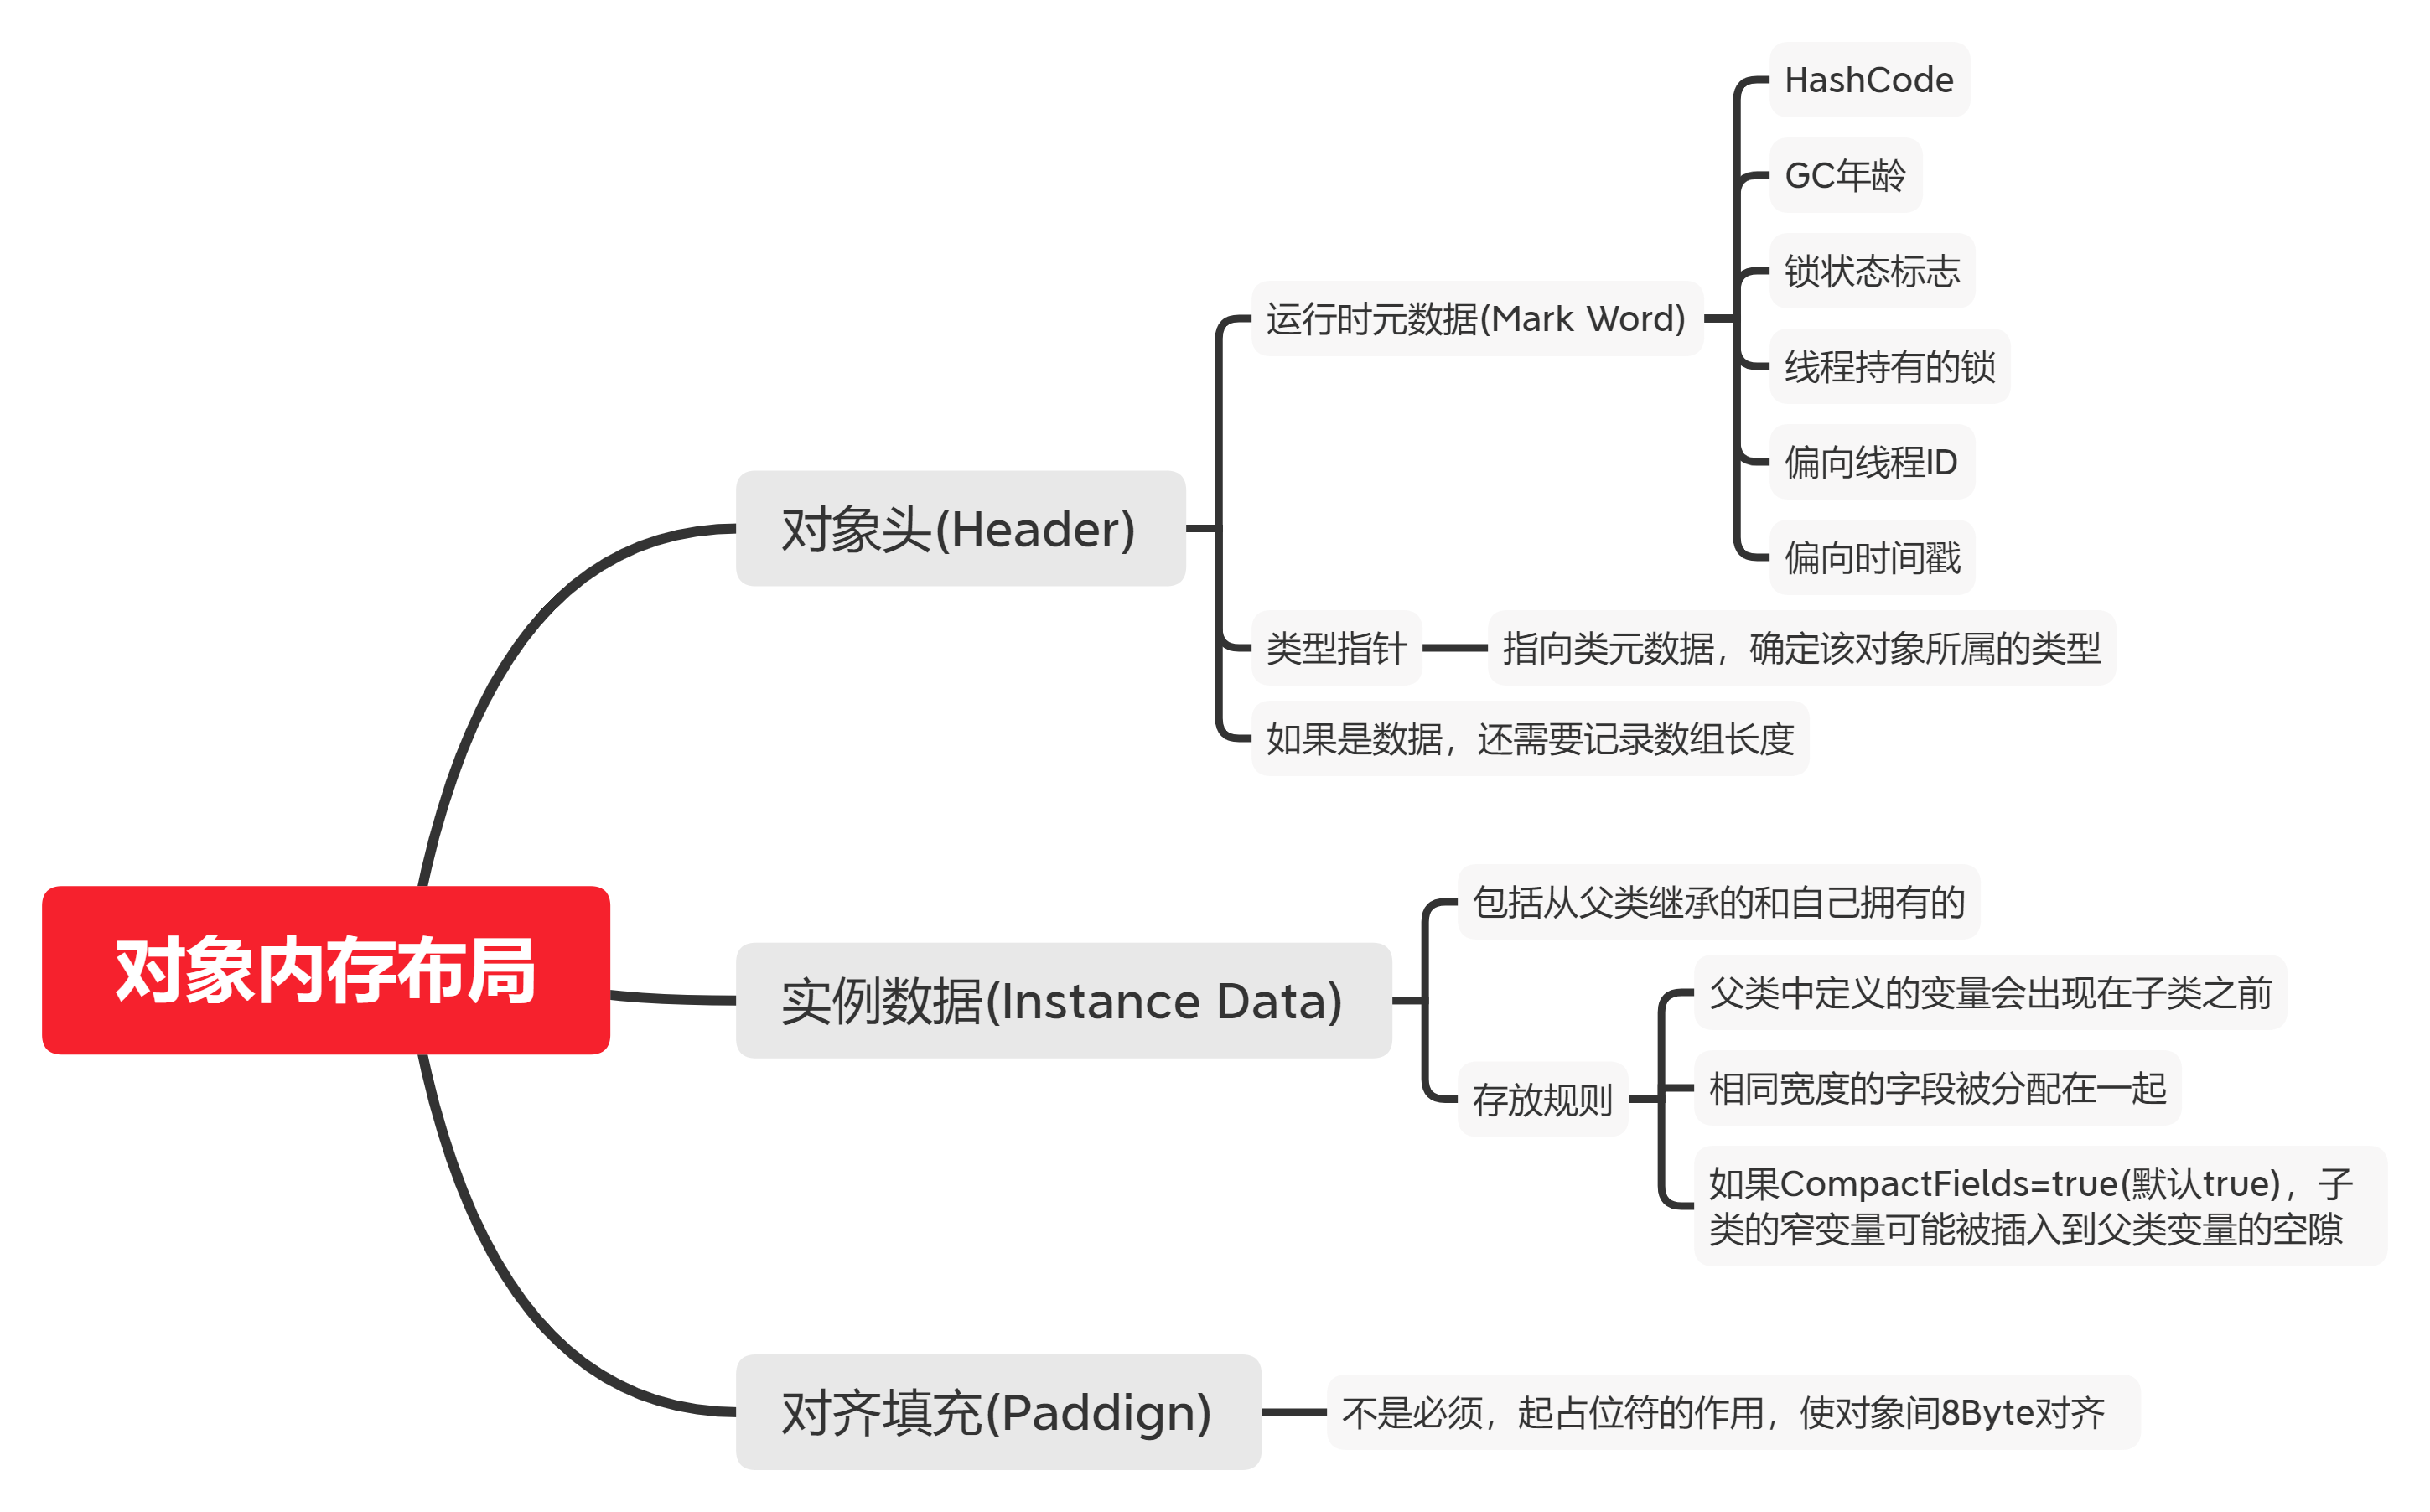 对象内存布局
对象头(Header)
运行时元数据(Mark Word)
HashCode
GC年龄
锁状态标志
线程持有的锁
偏向线程ID
偏向时间戳
类型指针
指向类元数据，确定该对象所属的类型
如果是数据，还需要记录数组长度
实例数据(Instance Data)
包括从父类继承的和自己拥有的
存放规则
父类中定义的变量会出现在子类之前
相同宽度的字段被分配在一起
如果CompactFields=true(默认true)，子
类的窄变量可能被插入到父类变量的空隙
对齐填充(Paddign)
不是必须，起占位符的作用，使对象间8Byte对齐